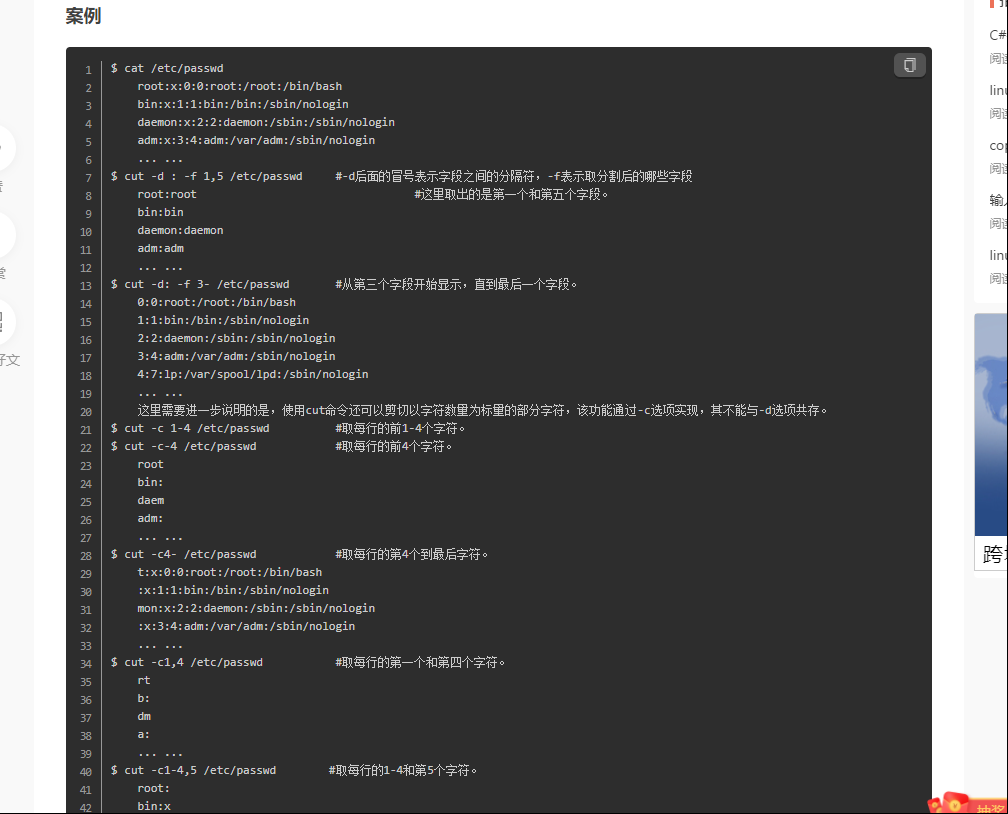 案例
1 $ cat /etc/passwd
2 root:x:0:0:root:/root:/bin/bash
3 bin:x:1:1:bin:/bin:/sbin/nologin
4 daemon:x:2:2:daemon:/sbin:/sbin/nologin
5 adm:x:3:4:adm:/var/adm:/sbin/nologin
6 ... ...
7 $ cut -d : -f 1,5 /etc/passwd #-d后面的冒号表示字段之间的分隔符，-f表示取分割后的哪些字段
8 root:root #这里取出的是第一个和第五个字段。
9 bin:bin
10 daemon:daemon
11 adm:adm
12 ... ...
13 $ cut -d: -f 3- /etc/passwd #从第三个字段开始显示，直到最后一个字段。
14 0:0:root:/root:/bin/bash
15 1:1:bin:/bin:/sbin/nologin
16 2:2:daemon:/sbin:/sbin/nologin
17 3:4:adm:/var/adm:/sbin/nologin
18 4:7:lp:/var/spool/lpd:/sbin/nologin
19 ... ...
20 这里需要进一步说明的是，使用cut命令还可以剪切以字符数量为标量的部分字符，该功能通过-c选项实现，其不能与-d选项共存。
21 $ cut -c 1-4 /etc/passwd #取每行的前1-4个字符。
22 $ cut -c-4 /etc/passwd #取每行的前4个字符。
23 root
24 bin:
25 daem
26 adm:
27 ... ...
28 $ cut -c4- /etc/passwd #取每行的第4个到最后字符。
29 t:x:0:0:root:/root:/bin/bash
30 :x:1:1:bin:/bin:/sbin/nologin
31 mon:x:2:2:daemon:/sbin:/sbin/nologin
32 :x:3:4:adm:/var/adm:/sbin/nologin
33 ... ...
34 $ cut -c1,4 /etc/passwd #取每行的第一个和第四个字符。
35 rt
36 b:
37 dm
38 a:
39 ... ...
40 $ cut -c1-4,5 /etc/passwd #取每行的1-4和第5个字符。
41 root:
42 bin:x
好文
C#
阅读
linu
阅读
cop
阅读
输入
阅读
linu
阅读
跨
抽奖